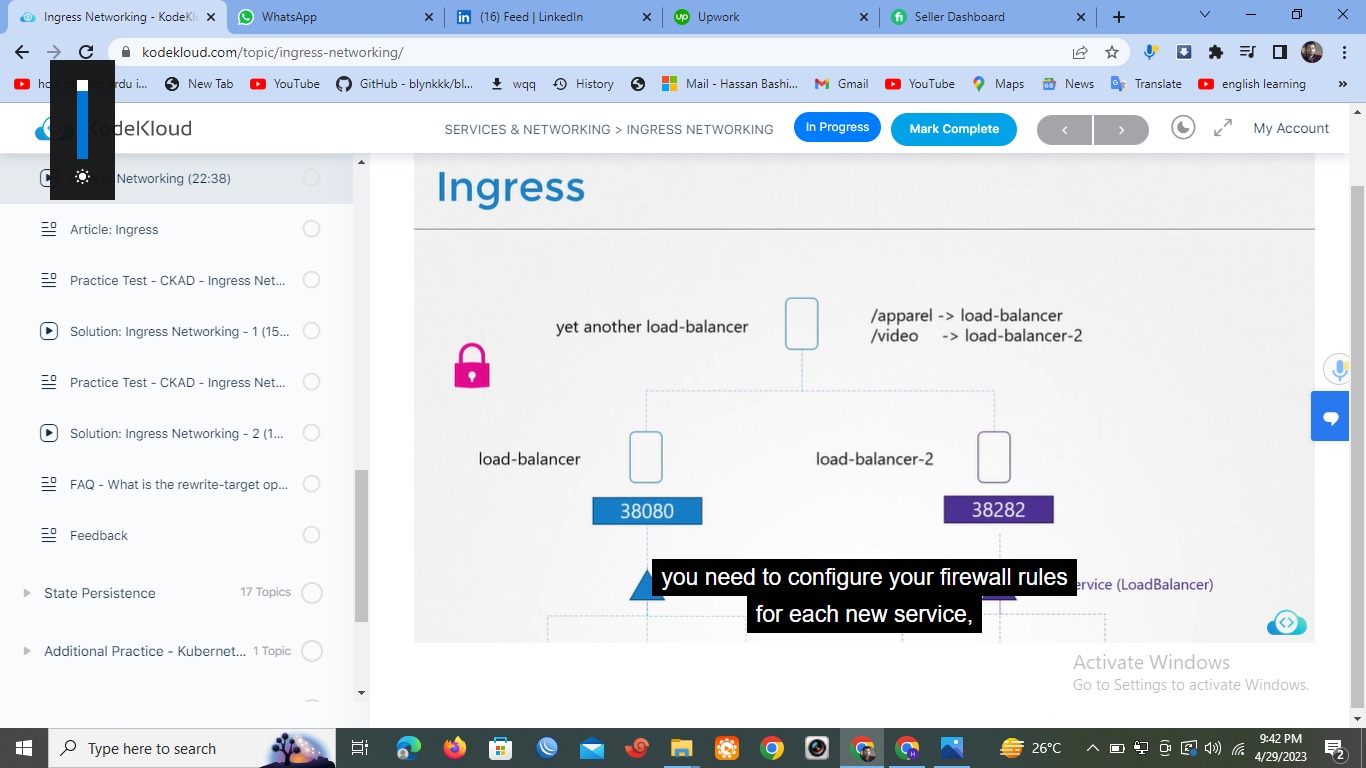 Ingress Networking - KodeKl
WhatsApp
(16) Feed | LinkedIn
Upwork
Seller Dashboard
kodekloud.com/topic/ingress-networking/
how to
urdu i...
New Tab
YouTube
GitHub - blynkkk/bl...
wqq
History
Mail - Hassan Bashi...
Gmail
YouTube
Maps
News
Translate
english learning
KodeKloud
SERVICES & NETWORKING > INGRESS NETWORKING
In Progress
Mark Complete
My Account
Networking (22:38)
Article: Ingress
Practice Test - CKAD - Ingress Net...
Solution: Ingress Networking - 1 (15...
Practice Test - CKAD - Ingress Net...
Solution: Ingress Networking - 2 (1...
FAQ - What is the rewrite-target op...
Feedback
State Persistence
17 Topics
Additional Practice - Kubernet...
1 Topic
Ingress
yet another load-balancer
/apparel -> load-balancer
/video -> load-balancer-2
load-balancer
load-balancer-2
38080
38282
ervice (LoadBalancer)
you need to configure your firewall rules
for each new service,
Activate Windows
Go to Settings to activate Windows.
Type here to search
26°C
9:42 PM
4/29/2023
2